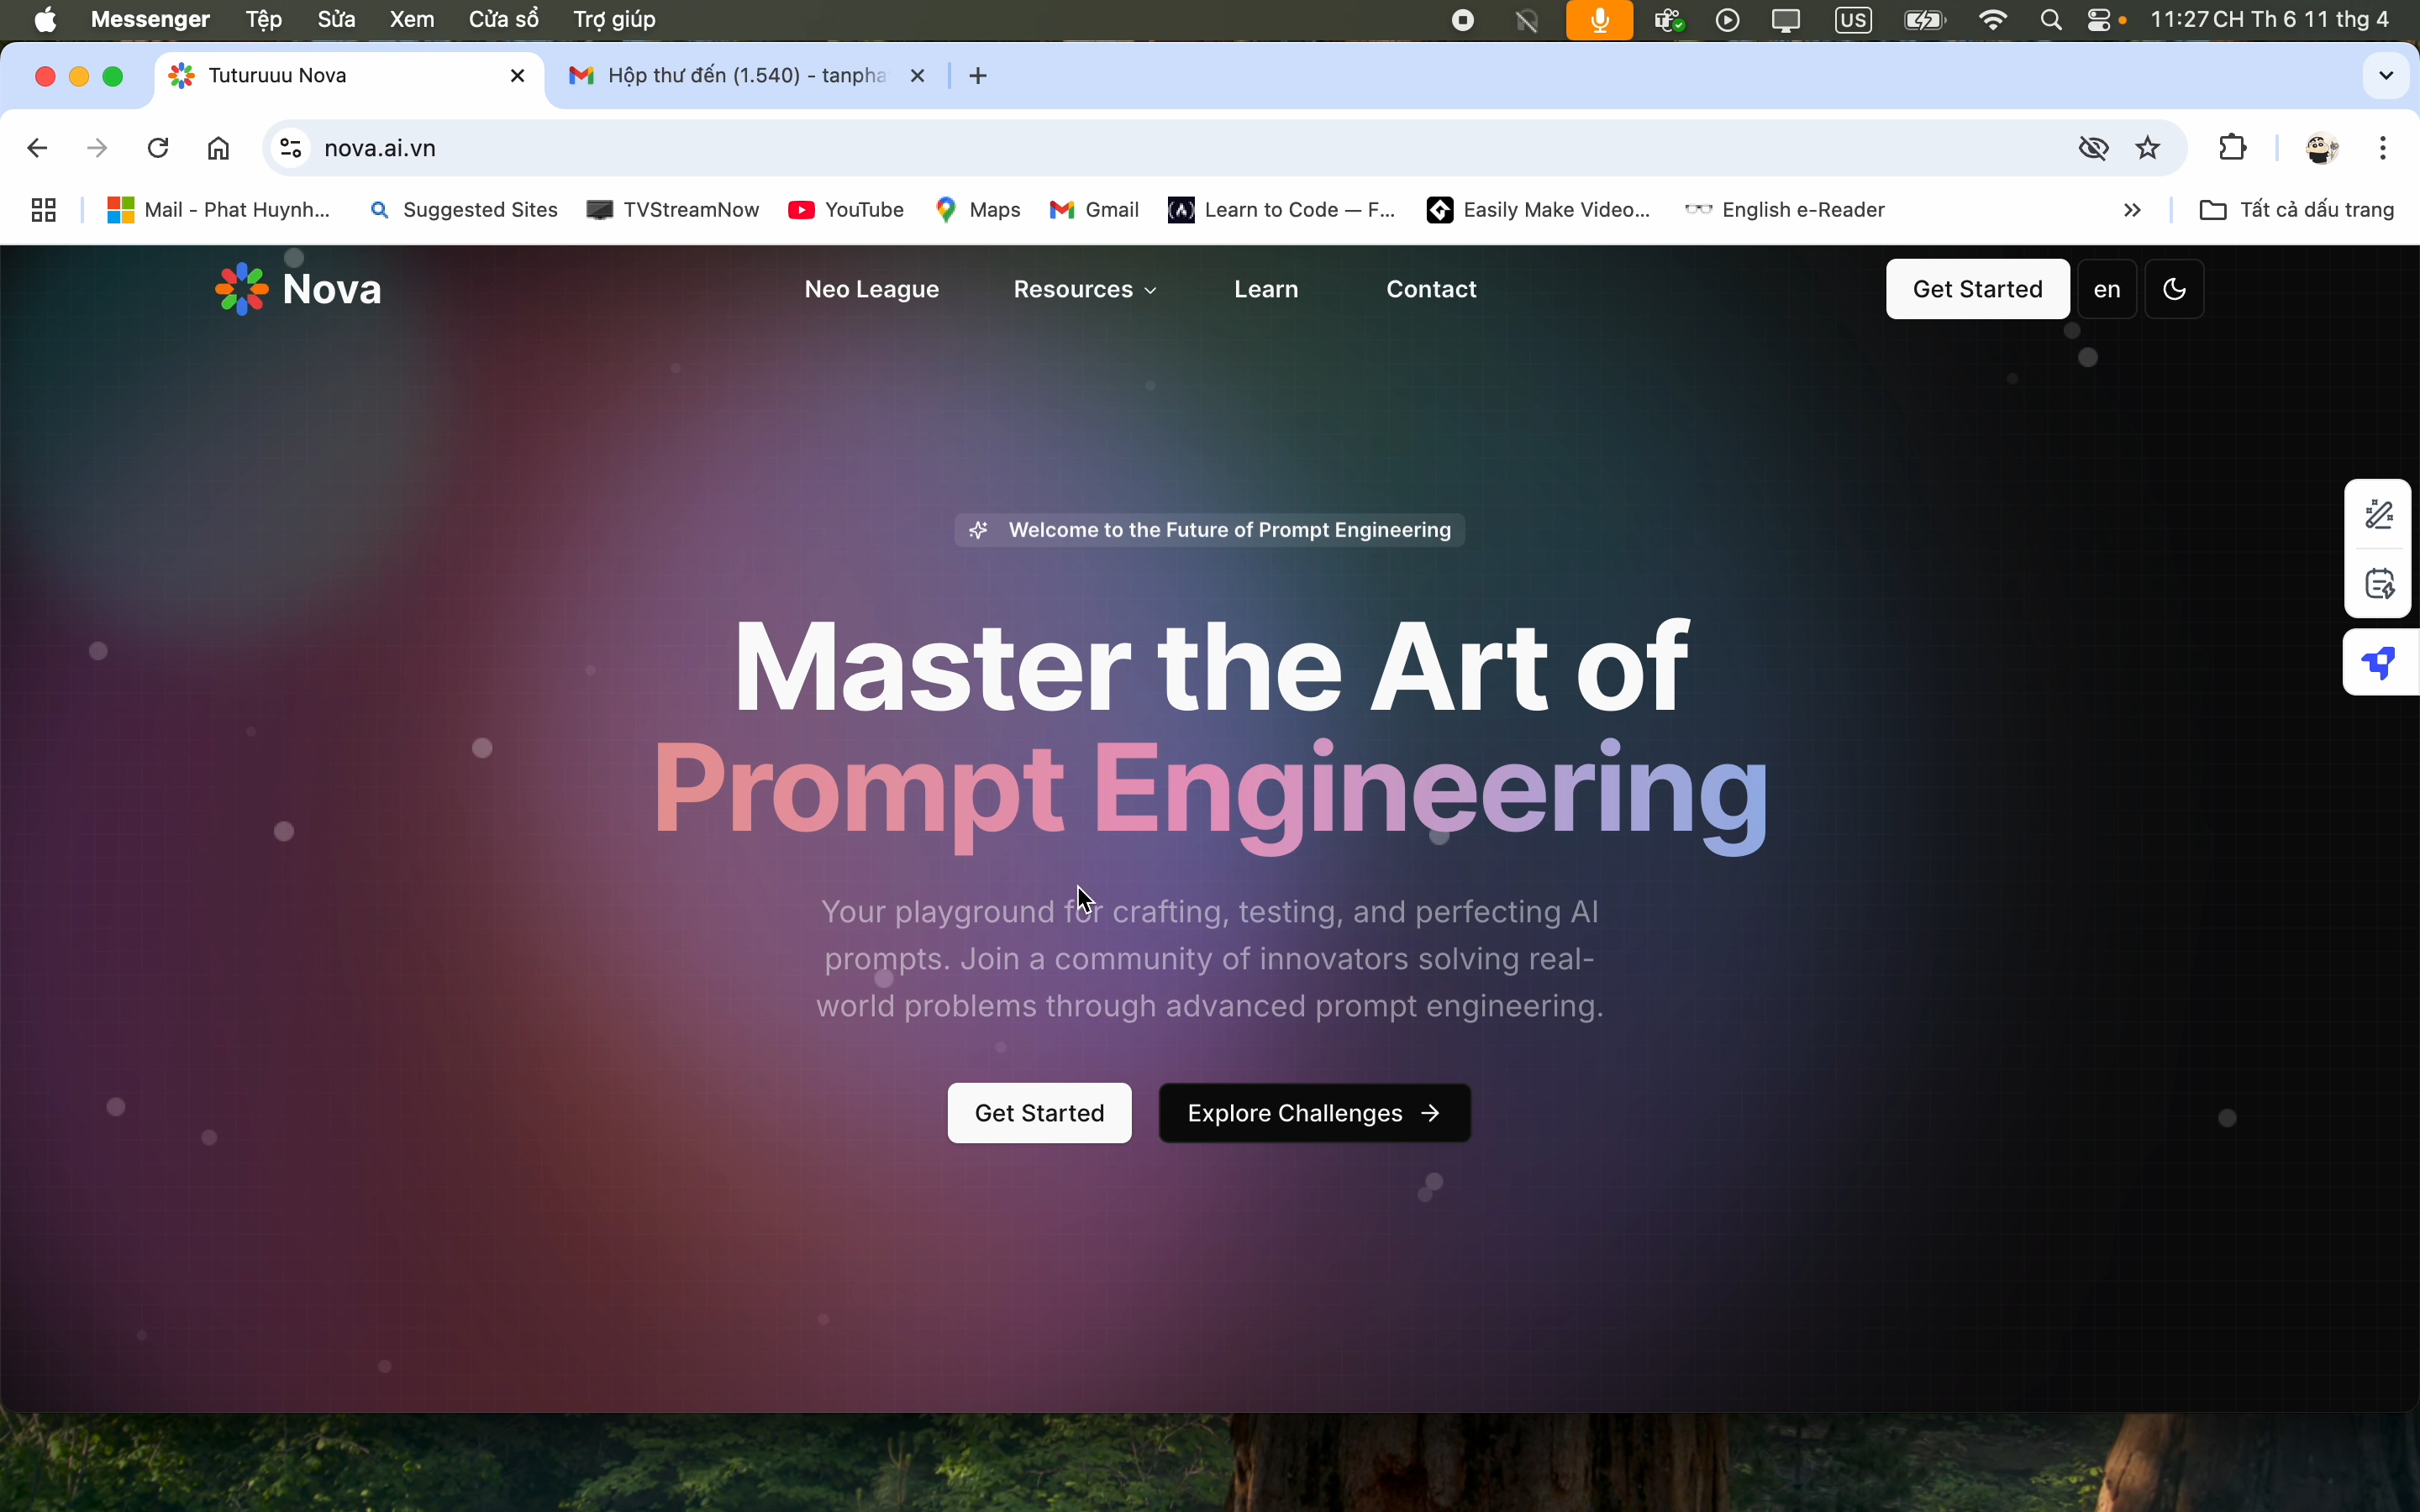 Messenger Tệp Sửa Xem Cửa sổ Trợ giúp US 11:27 CH Th 6 11 thg 4
Tuturuuu Nova Hộp thư đến (1.540) - tanpha
nova.ai.vn
Mail - Phat Huynh... Suggested Sites TVStreamNow YouTube Maps Gmail Learn to Code — F... Easily Make Video... English e-Reader Tất cả dấu trang
Nova Neo League Resources Learn Contact Get Started en
Welcome to the Future of Prompt Engineering
Master the Art of
Prompt Engineering
Your playground for crafting, testing, and perfecting AI
prompts. Join a community of innovators solving real-
world problems through advanced prompt engineering.
Get Started Explore Challenges →